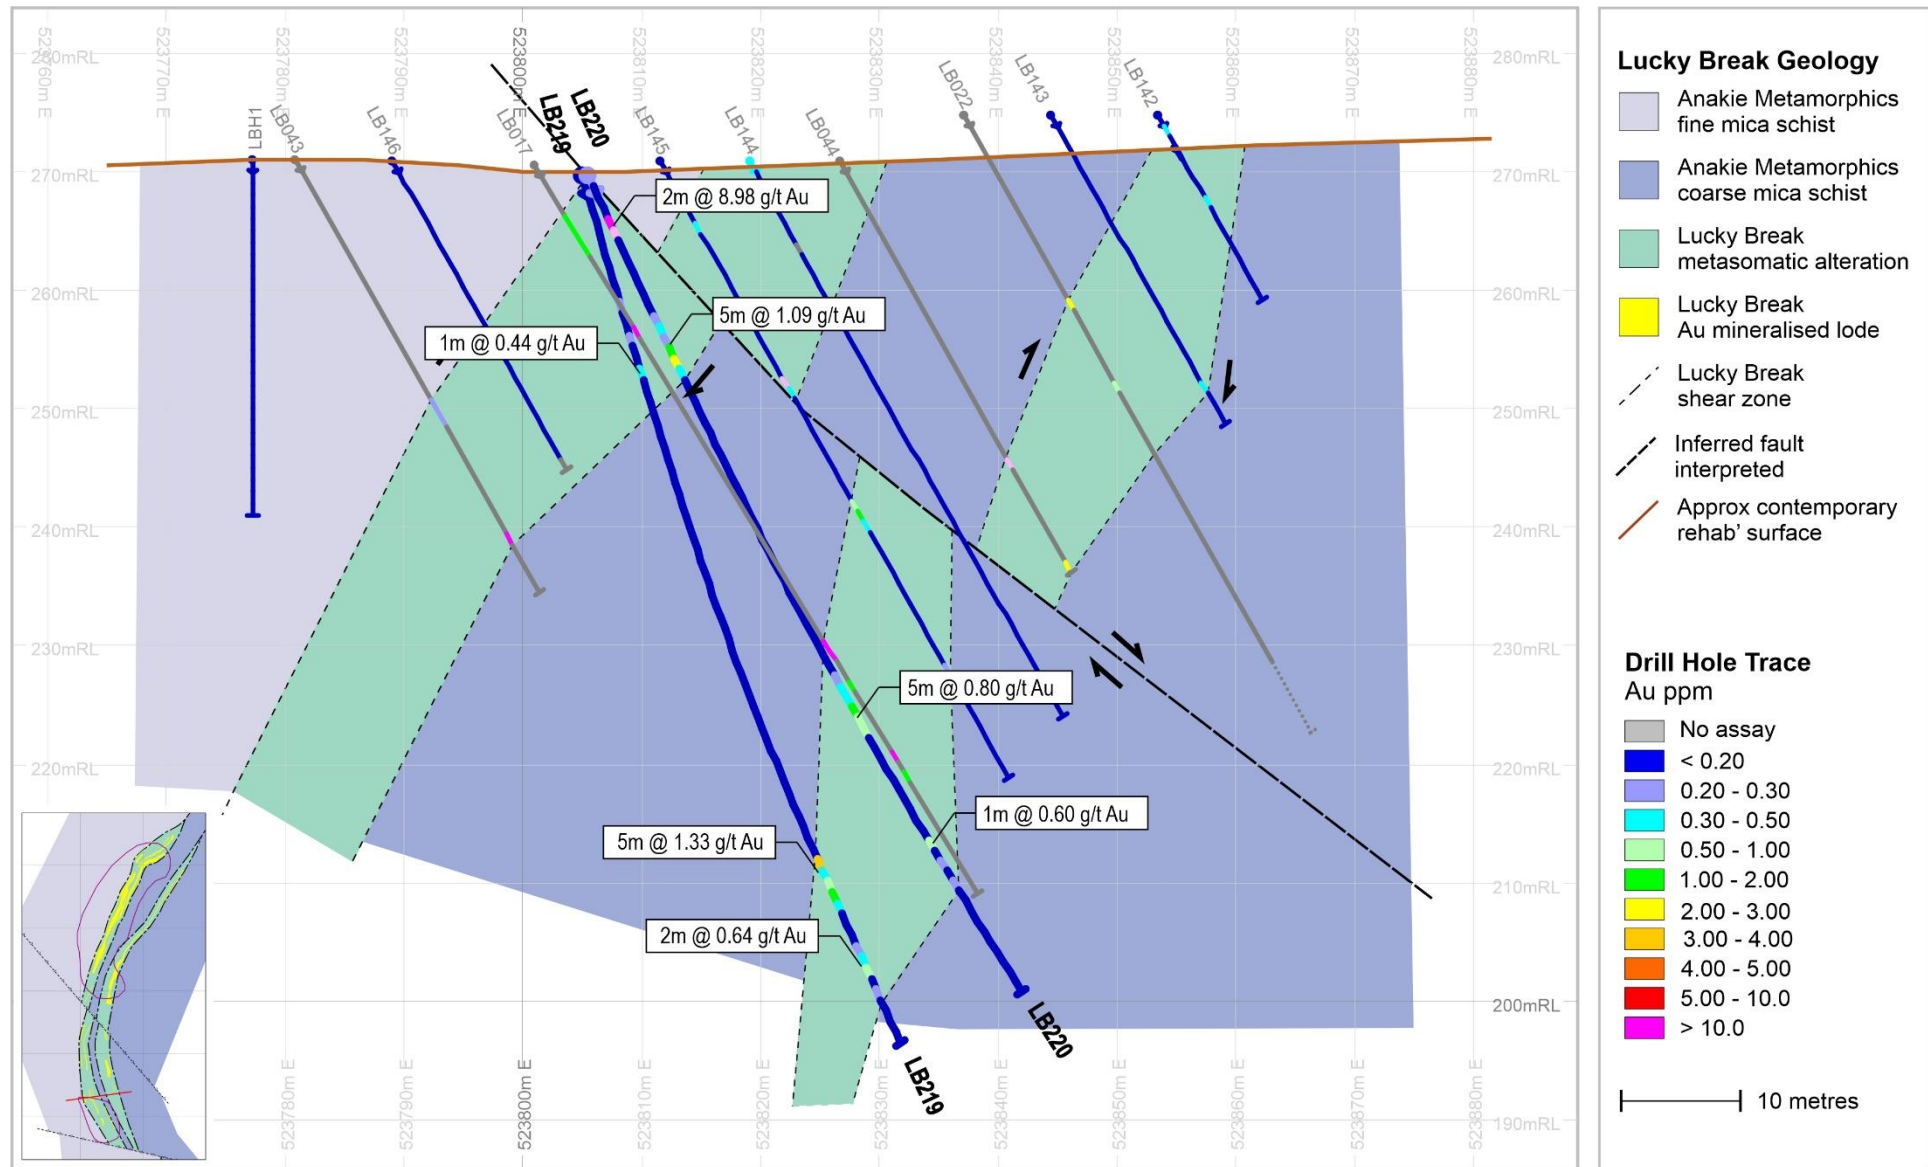 523760m E
523770m E
523780m E
523790m E
523800m E
523810m E
523820m E
523830m E
523840m E
523850m E
523860m E
523870m E
523880m E
280mRL
280mRL
LBH1
LB043
LB146
LB017
LB219
LB220
LB145
LB144
LB044
LB022
LB143
LB142
270mRL
270mRL
2m @ 8.98 g/t Au
260mRL
260mRL
5m @ 1.09 g/t Au
1m @ 0.44 g/t Au
250mRL
250mRL
240mRL
240mRL
230mRL
230mRL
5m @ 0.80 g/t Au
220mRL
220mRL
1m @ 0.60 g/t Au
5m @ 1.33 g/t Au
210mRL
210mRL
2m @ 0.64 g/t Au
200mRL
LB220
LB219
190mRL
523780m E
523790m E
523800m E
523810m E
523820m E
523830m E
523840m E
523850m E
523860m E
523870m E
523880m E
Lucky Break Geology
Anakie Metamorphics
fine mica schist
Anakie Metamorphics
coarse mica schist
Lucky Break
metasomatic alteration
Lucky Break
Au mineralised lode
Lucky Break
shear zone
Inferred fault
interpreted
Approx contemporary
rehab' surface
Drill Hole Trace
Au ppm
No assay
< 0.20
0.20 - 0.30
0.30 - 0.50
0.50 - 1.00
1.00 - 2.00
2.00 - 3.00
3.00 - 4.00
4.00 - 5.00
5.00 - 10.0
> 10.0
10 metres